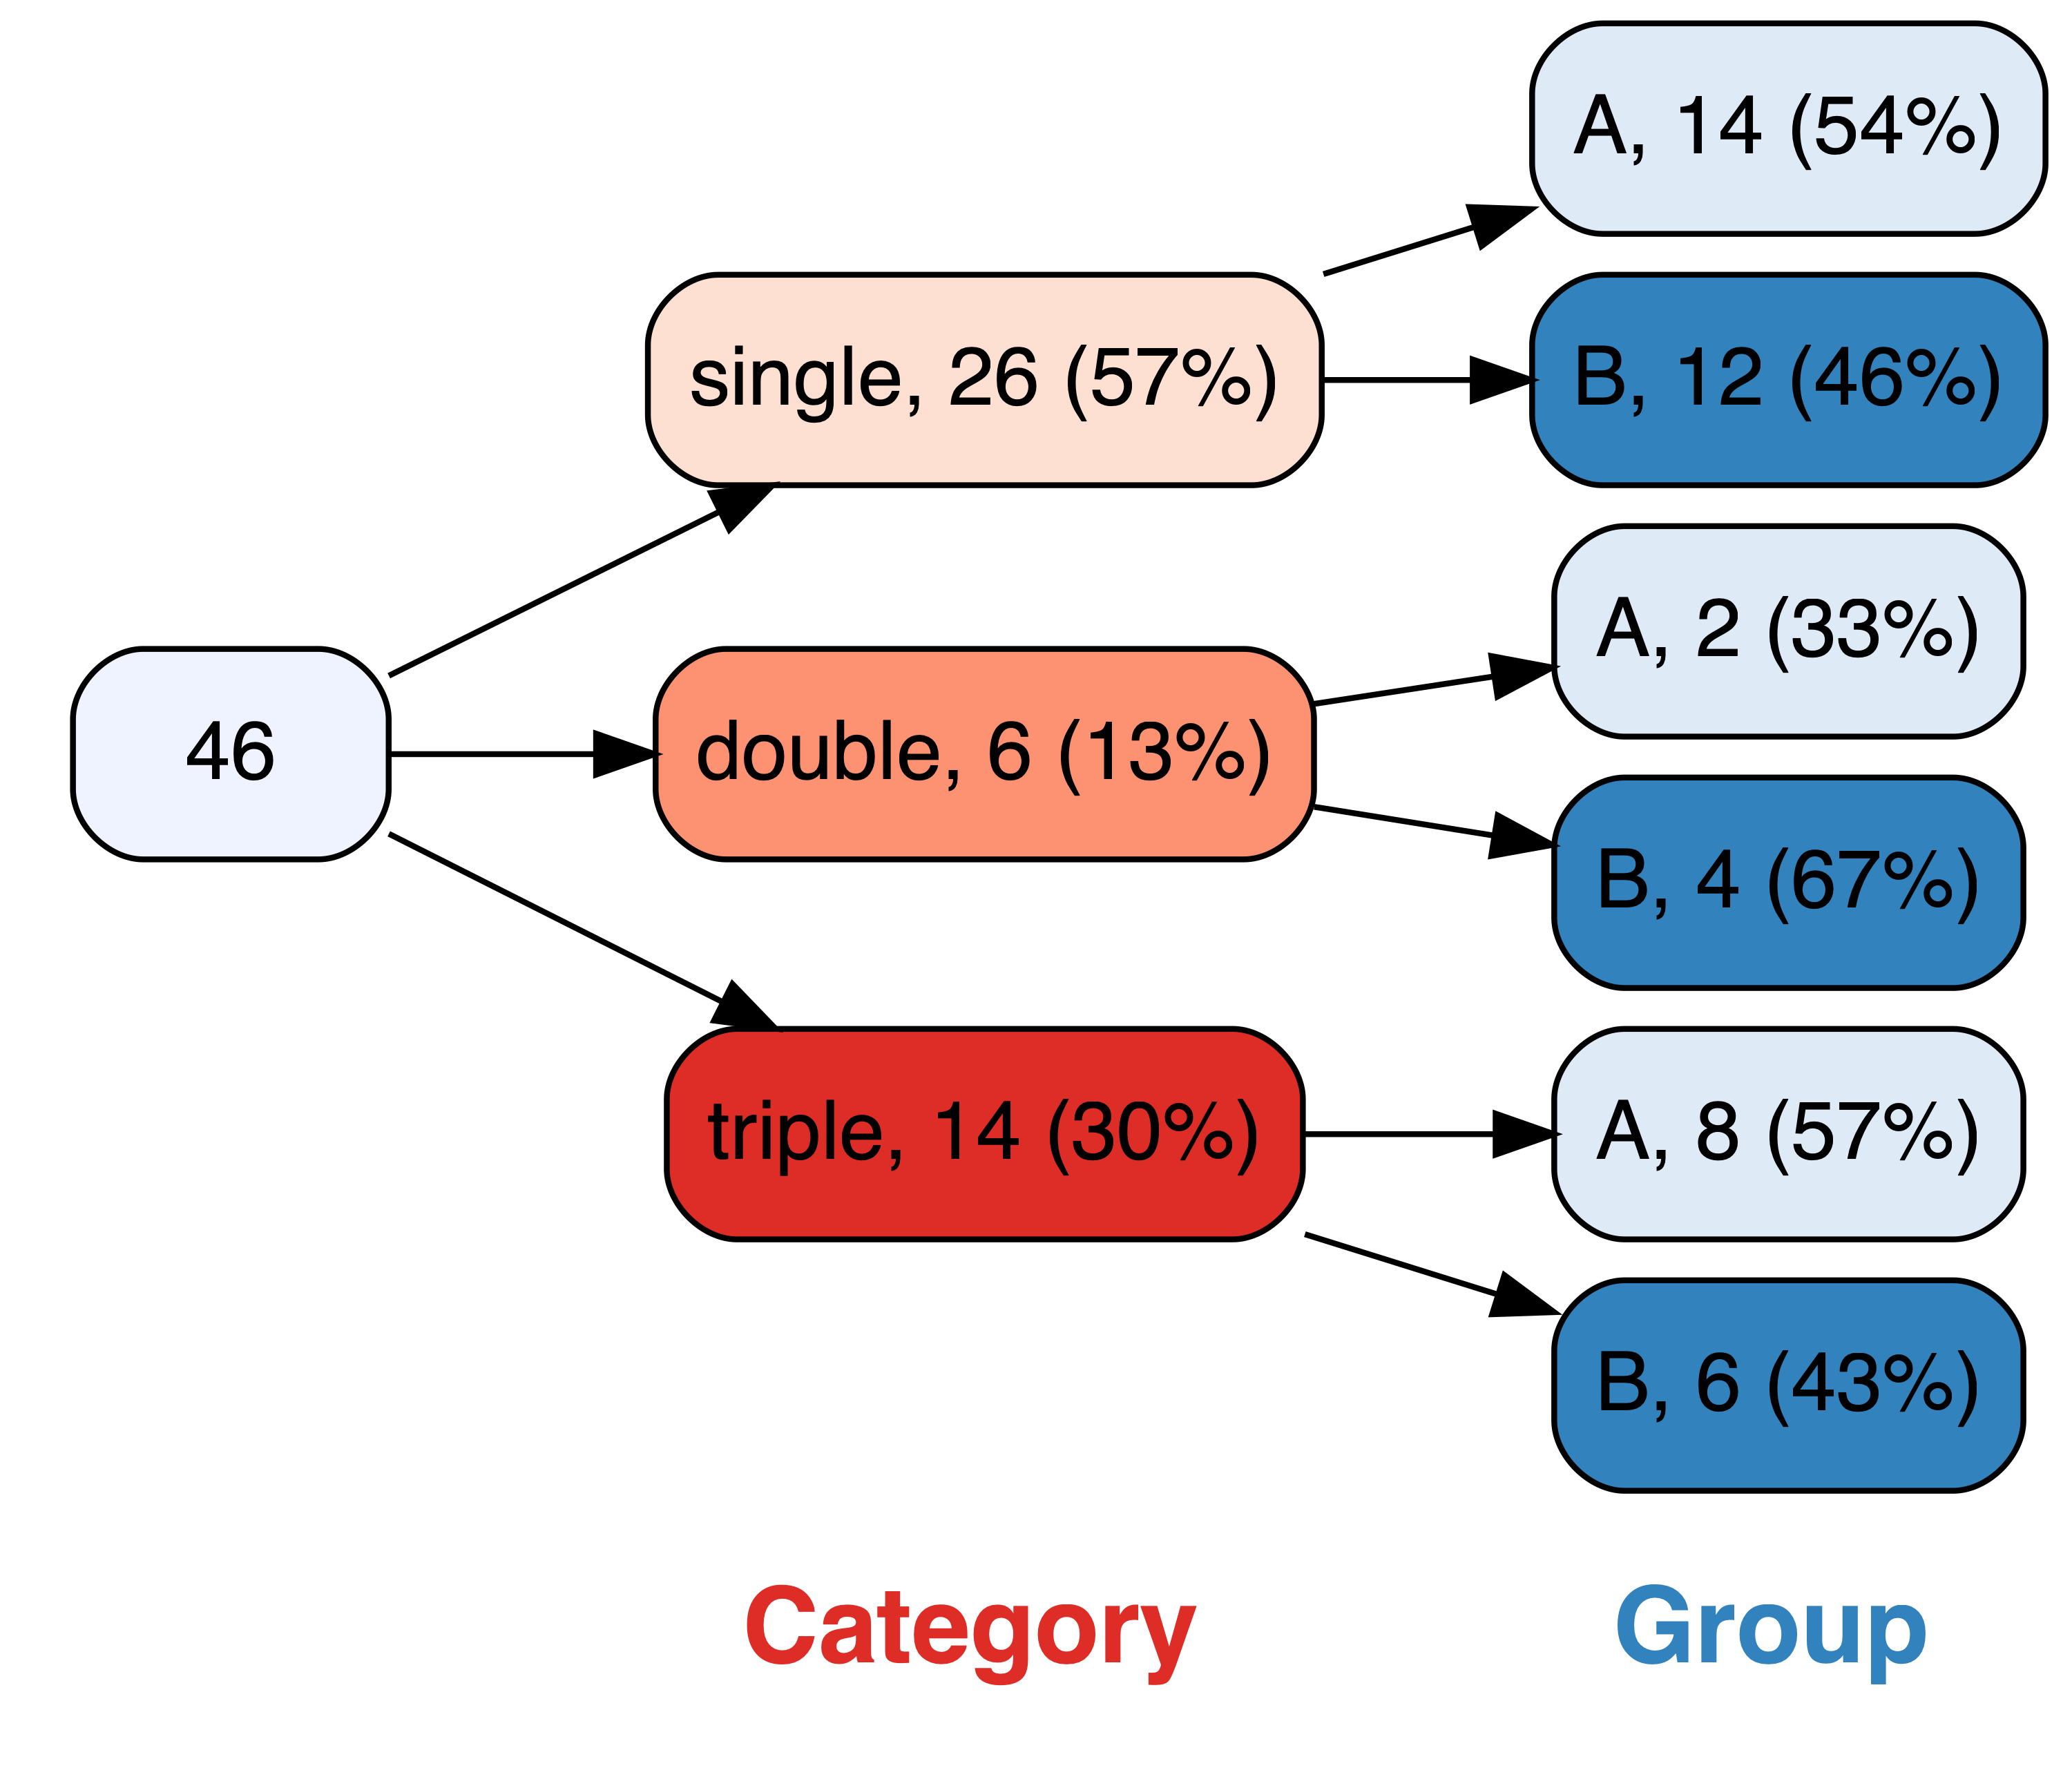 A, 14 (54%)
single, 26 (57%)
B, 12 (46%)
A, 2 (33%)
46
double, 6 (13%)
B, 4 (67%)
triple, 14 (30%)
A, 8 (57%)
B, 6 (43%)
Category
Group